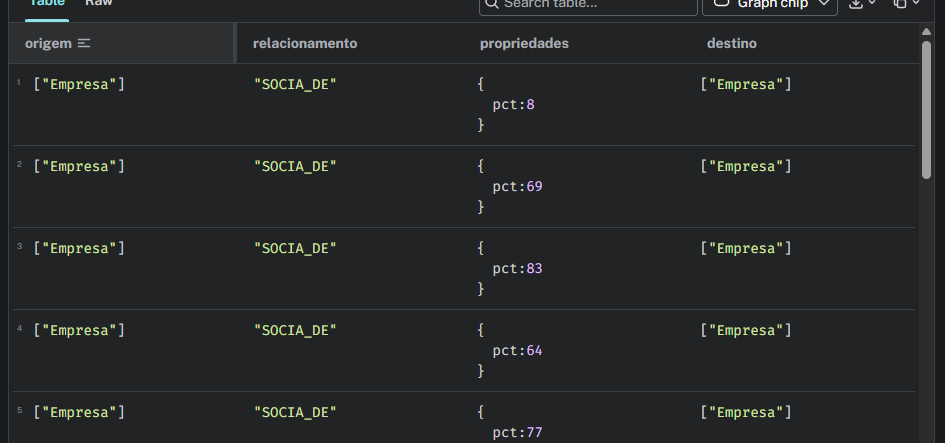 Table Raw Search table... Graph chip
origem relacionamento propriedades destino
1 ["Empresa"] "SOCIA_DE" { ["Empresa"]
pct:8
}
2 ["Empresa"] "SOCIA_DE" { ["Empresa"]
pct:69
}
3 ["Empresa"] "SOCIA_DE" { ["Empresa"]
pct:83
}
4 ["Empresa"] "SOCIA_DE" { ["Empresa"]
pct:64
}
5 ["Empresa"] "SOCIA_DE" { ["Empresa"]
pct:77